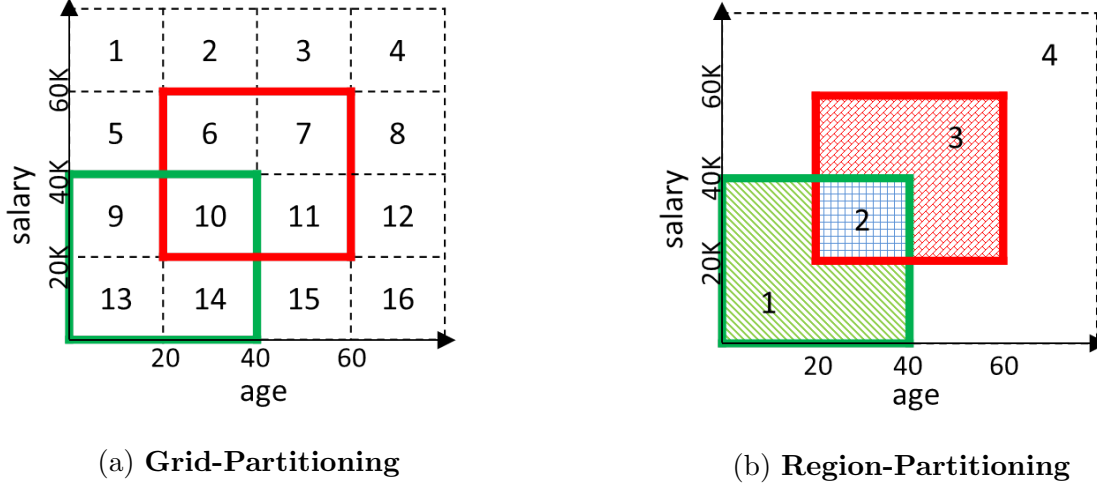 1 2 3 4
60K
5 6 7 8
40K
salary
9 10 11 12
20K
13 14 15 16
20 40 60
age
(a) Grid-Partitioning
4
60K
3
40K
salary
2
20K
1
20 40 60
age
(b) Region-Partitioning